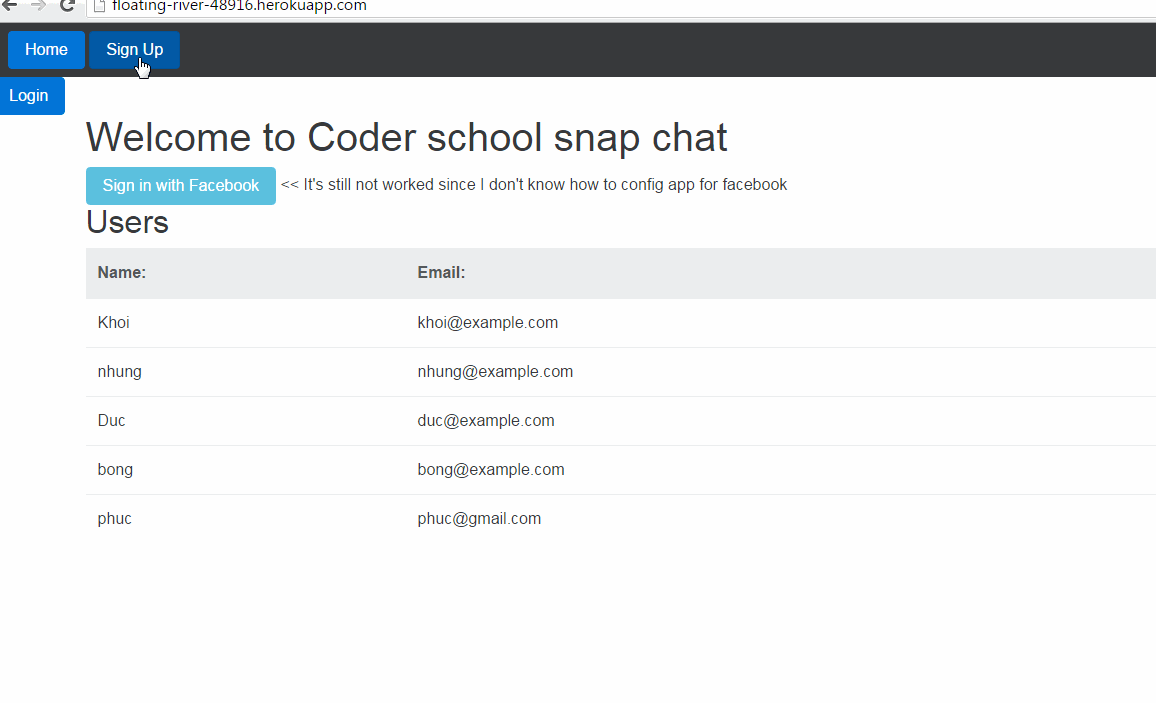 floating-river-48916.herokuapp.com
Home Sign Up
Login
Welcome to Coder school snap chat
Sign in with Facebook << It's still not worked since I don't know how to config app for facebook
Users
Name: Email:
Khoi khoi@example.com
nhung nhung@example.com
Duc duc@example.com
bong bong@example.com
phuc phuc@gmail.com